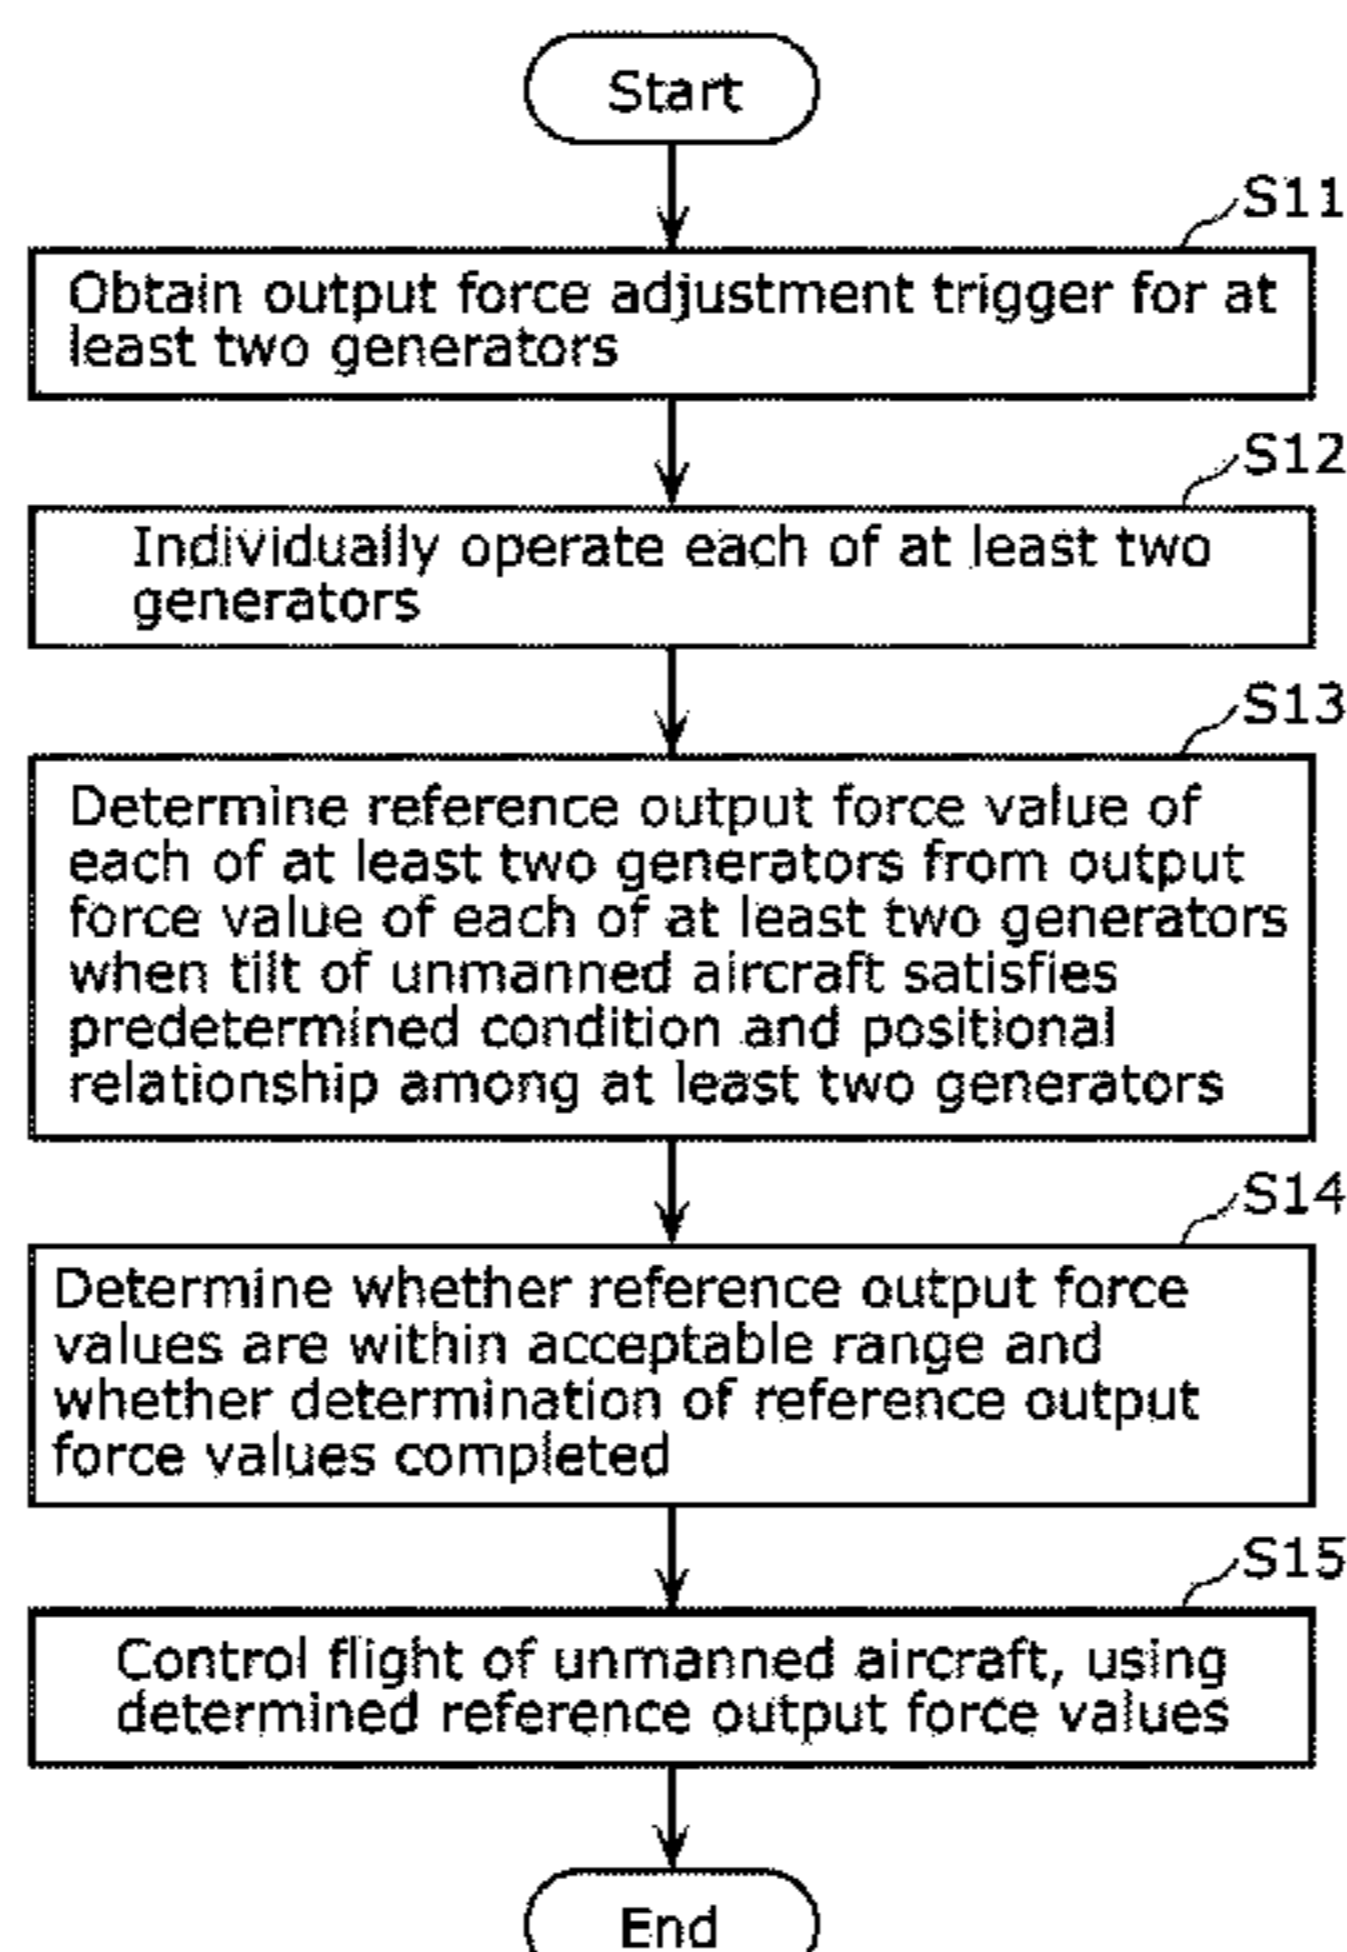 Start
S11
Obtain output force adjustment trigger for at
least two generators
S12
Individually operate each of at least two
generators
S13
Determine reference output force value of
each of at least two generators from output
force value of each of at least two generators
when tilt of unmanned aircraft satisfies
predetermined condition and positional
relationship among at least two generators
S14
Determine whether reference output force
values are within acceptable range and
whether determination of reference output
force values completed
S15
Control flight of unmanned aircraft, using
determined reference output force values
End